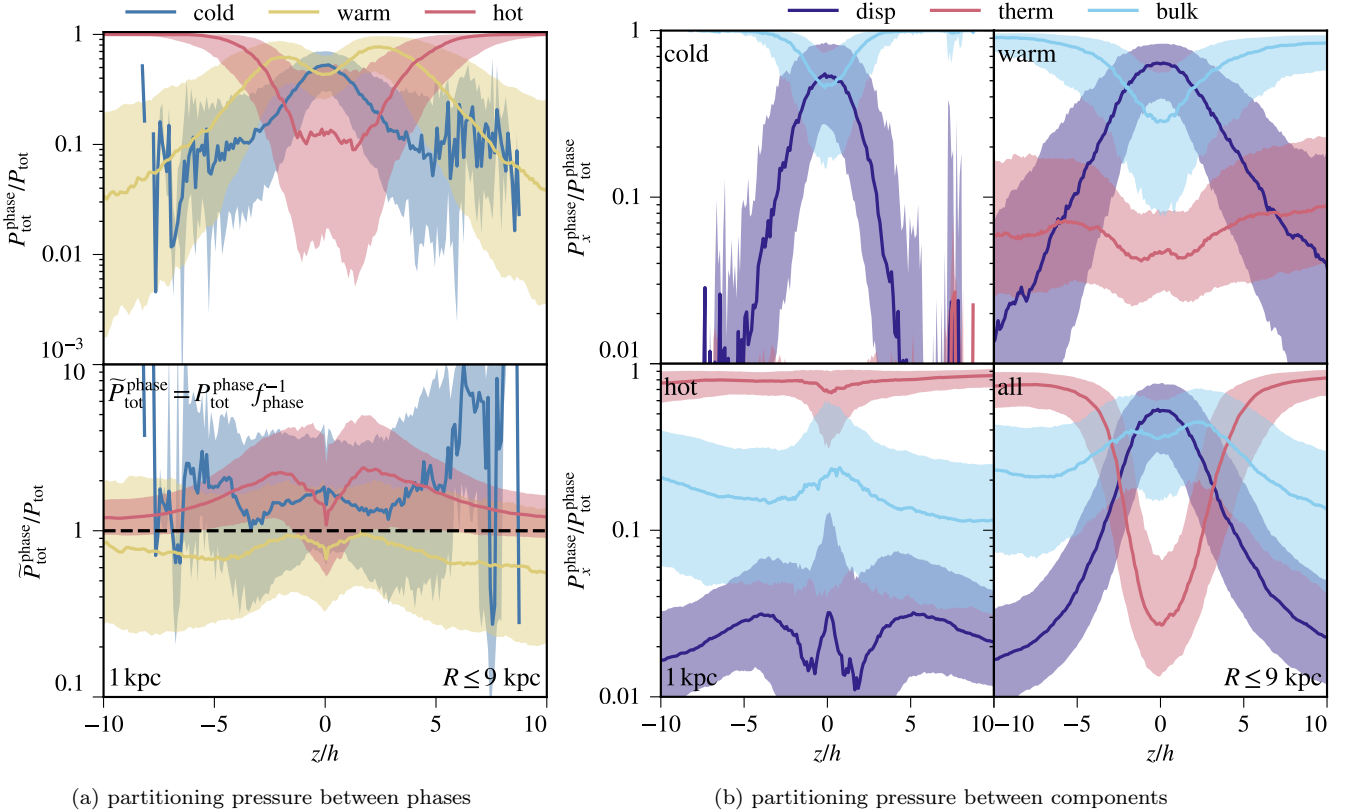 cold warm hot
disp therm bulk
1
0.1
0.01
10⁻³
P_tot^phase/P_tot
10
1
0.1
P̃_tot^phase/P_tot
P̃_tot^phase = P_tot^phase f_phase^-1
1 kpc
R ≤ 9 kpc
−10 −5 0 5 10
z/h
(a) partitioning pressure between phases
1
0.1
0.01
P_x^phase/P_tot^phase
cold
warm
1
0.1
0.01
P_x^phase/P_tot^phase
hot
all
1 kpc
R ≤ 9 kpc
−10 −5 0 5 −10 −5 0 5 10
z/h z/h
(b) partitioning pressure between components